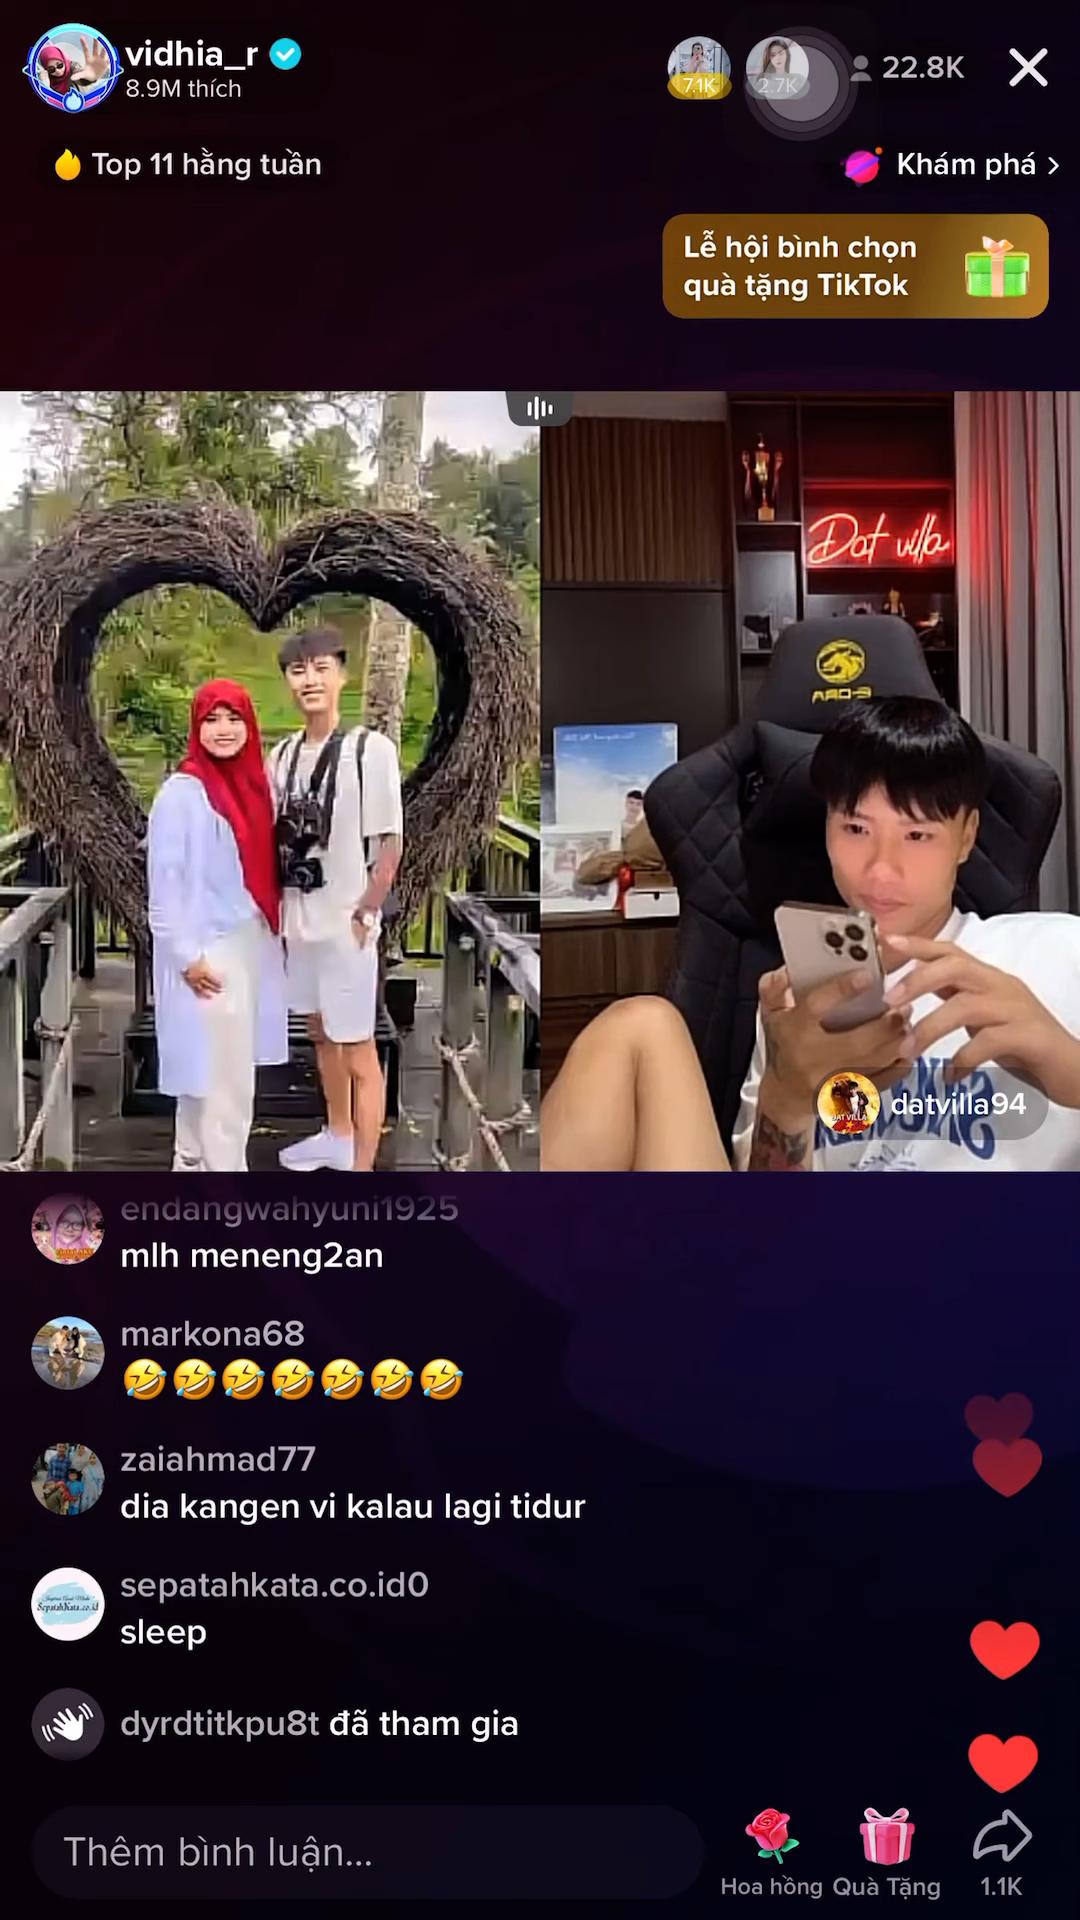 vidhia_r
8.9M thích
7.1K
2.7K
22.8K
Top 11 hằng tuần
Khám phá
Lễ hội bình chọn
quà tặng TikTok
Dat villa
datvilla94
endangwahyuni1925
mlh meneng2an
markona68
🤣🤣🤣🤣🤣🤣🤣
zaiahmad77
dia kangen vi kalau lagi tidur
sepatahkata.co.id0
sleep
dyrdtitkpu8t đã tham gia
Thêm bình luận...
Hoa hồng
Quà Tặng
1.1K